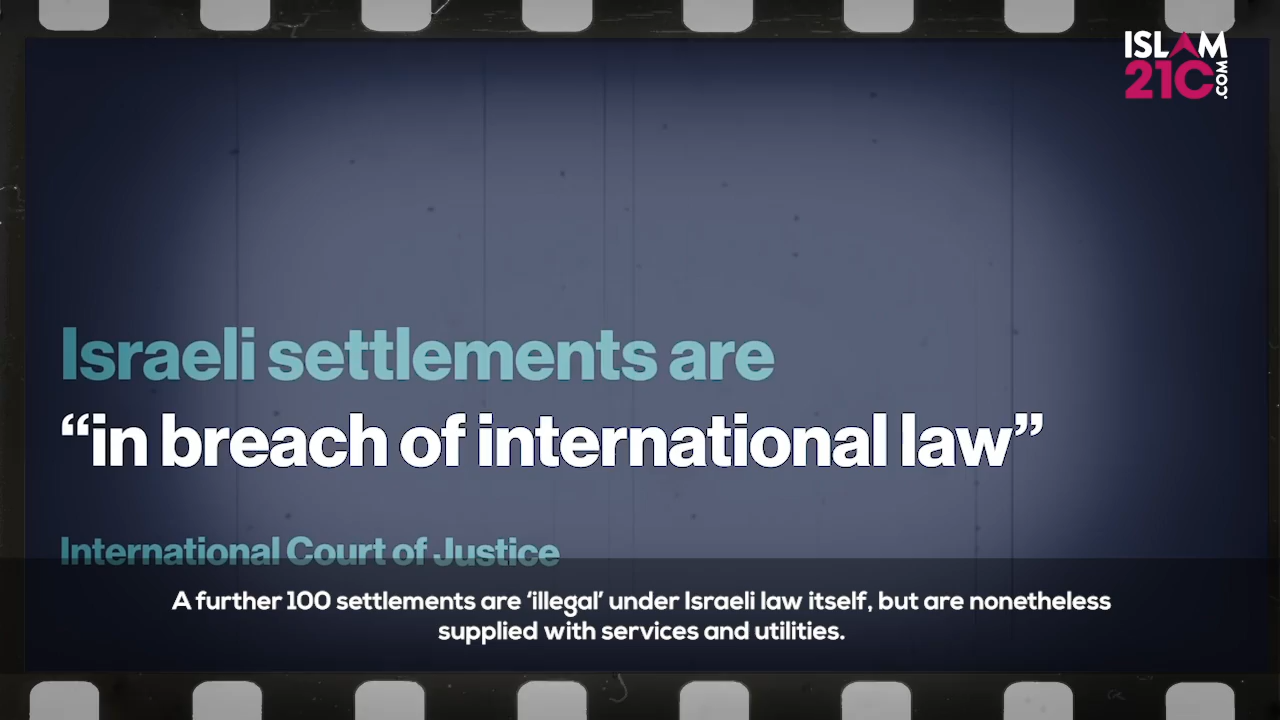 ISLAM
21C.COM
Israeli settlements are
“in breach of international law”
International Court of Justice
A further 100 settlements are ‘illegal’ under Israeli law itself, but are nonetheless
supplied with services and utilities.